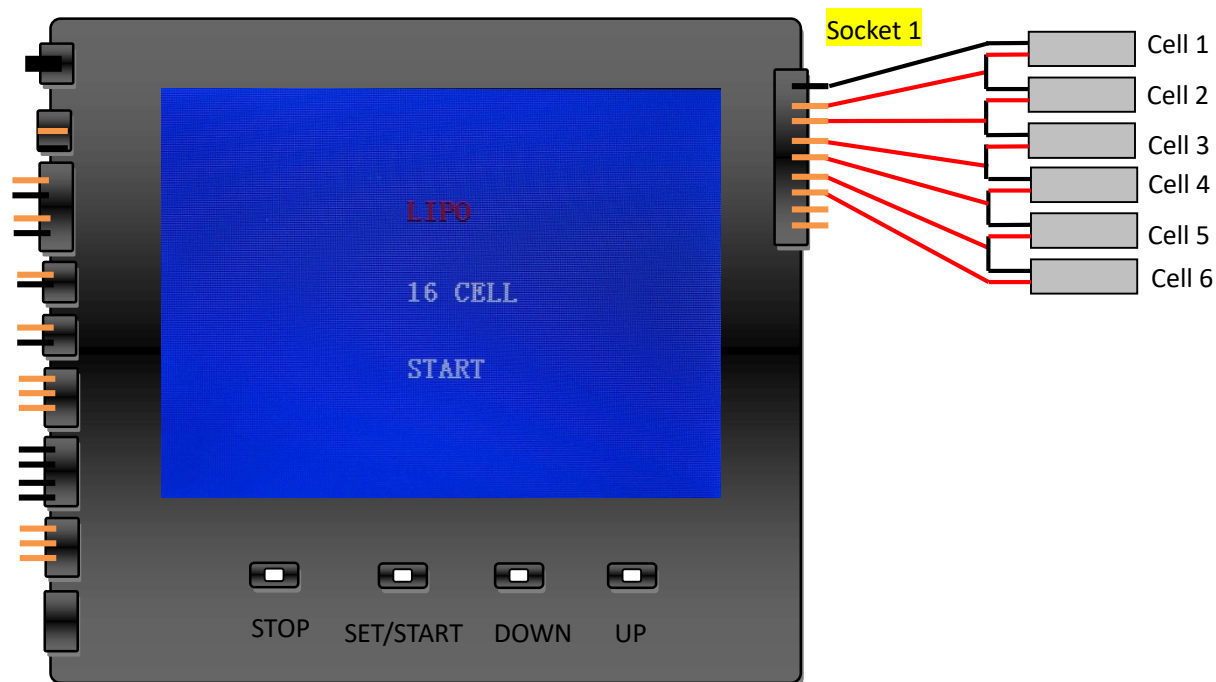 Socket 1
Cell 1
Cell 2
Cell 3
Cell 4
Cell 5
Cell 6
LIPO
16 CELL
START
STOP
SET/START
DOWN
UP